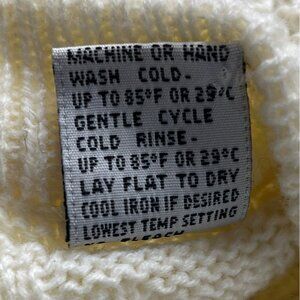 MACHINE OR HAND
WASH COLD-
UP TO 85°F OR 29°C
GENTLE CYCLE
COLD RINSE-
UP TO 85°F OR 29°C
LAY FLAT TO DRY
COOL IRON IF DESIRED
LOWEST TEMP SETTING